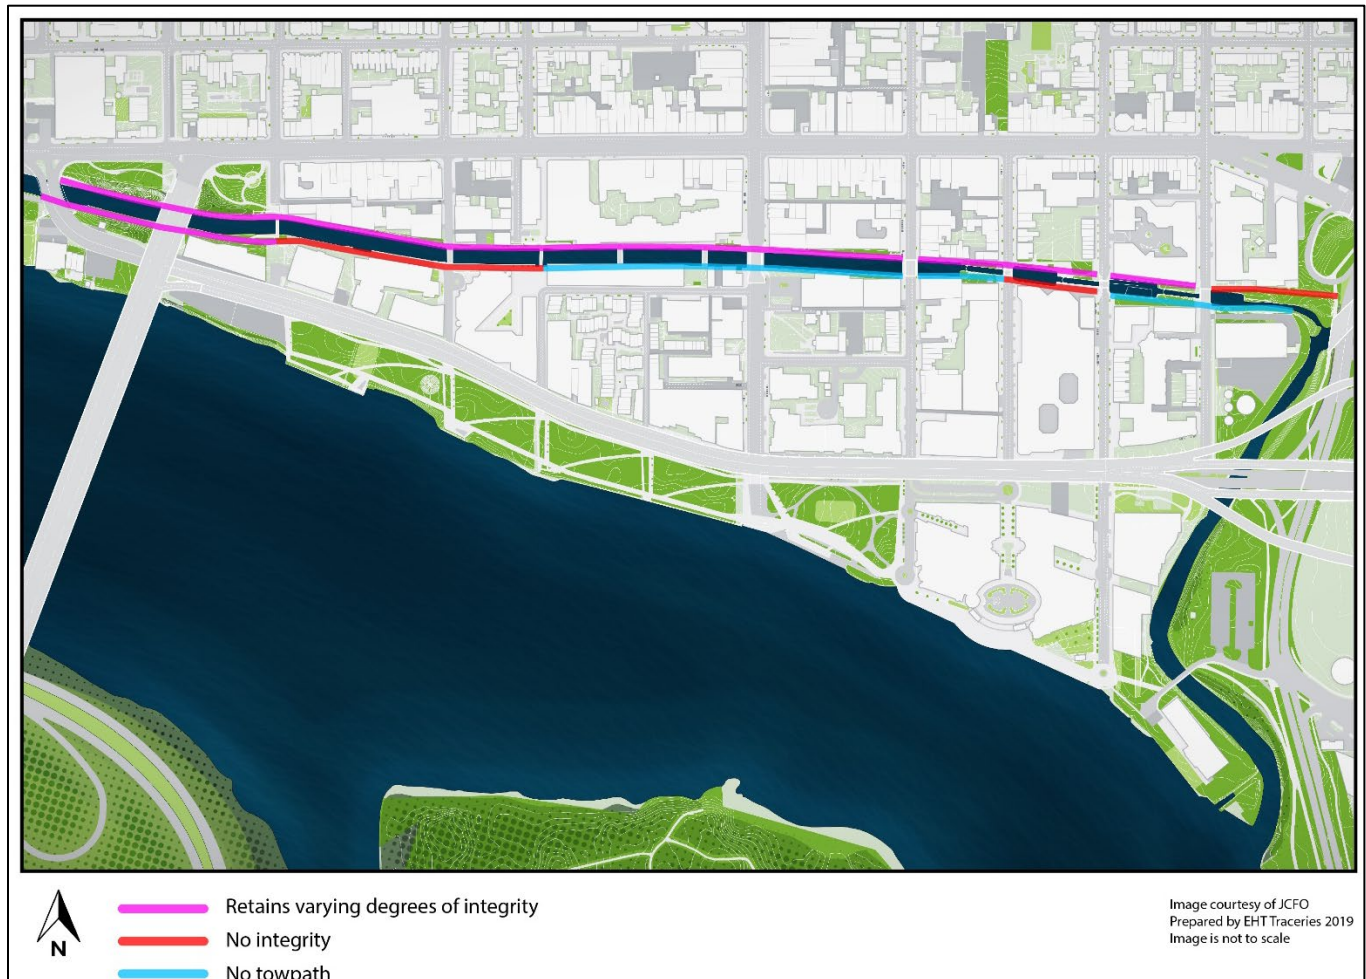 N
Retains varying degrees of integrity
No integrity
No towpath
Image courtesy of JCFO
Prepared by EHT Traceries 2019
Image is not to scale